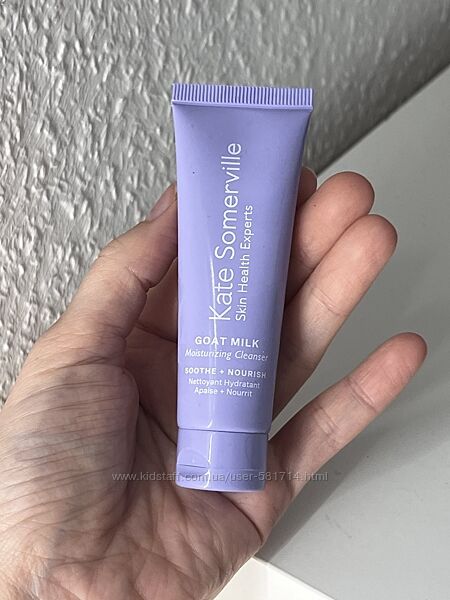 Kate Somerville
Skin Health Experts
GOAT MILK
Moisturizing Cleanser
SOOTHE + NOURISH
Nettoyant Hydratant
Apaise + Nourrit
www.kidstaff.com.ua/user-581714.html